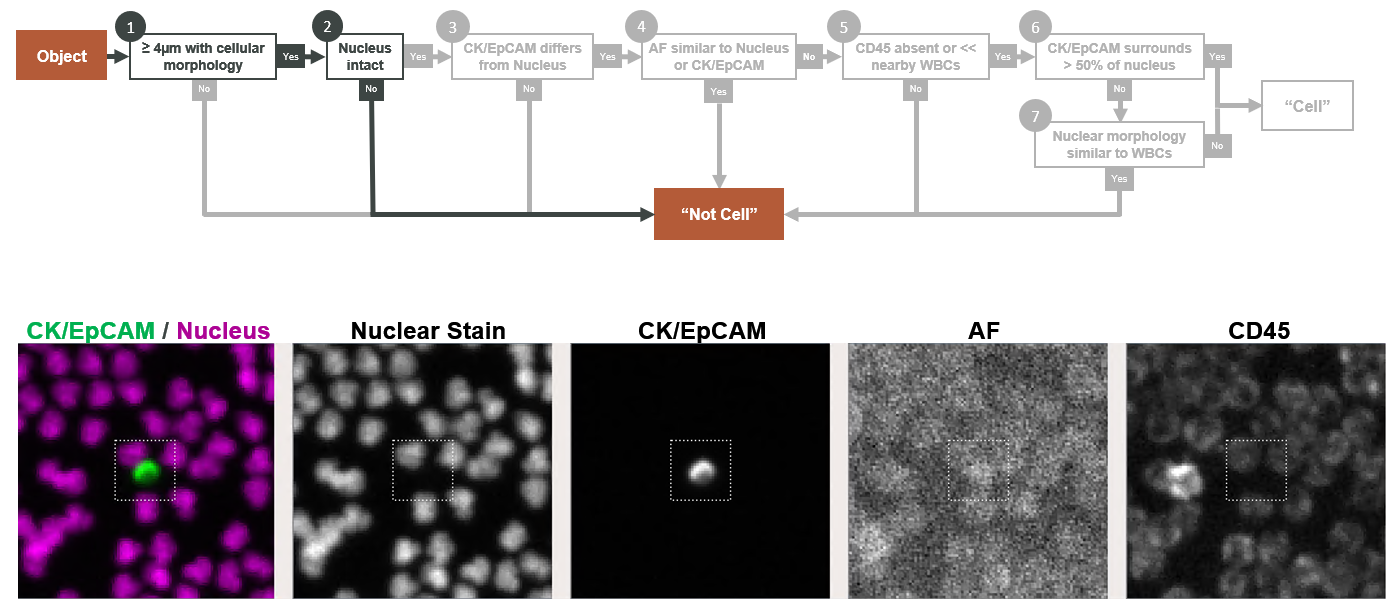 1
2
3
4
5
6
Object
≥ 4µm with cellular
morphology
Yes
Nucleus
intact
Yes
CK/EpCAM differs
from Nucleus
Yes
AF similar to Nucleus
or CK/EpCAM
No
CD45 absent or <<
nearby WBCs
Yes
CK/EpCAM surrounds
> 50% of nucleus
Yes
No
No
No
Yes
No
No
7
Nuclear morphology
similar to WBCs
No
Yes
“Cell”
“Not Cell”
CK/EpCAM / Nucleus
Nuclear Stain
CK/EpCAM
AF
CD45